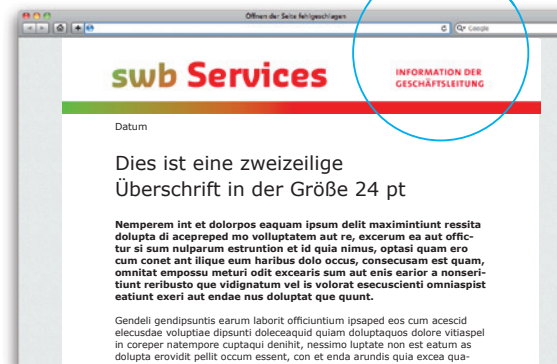 Öffnen der Seite fehlgeschlagen
Google
swb Services
INFORMATION DER
GESCHÄFTSLEITUNG
Datum
Dies ist eine zweizeilige
Überschrift in der Größe 24 pt
Nemperem int et dolorpos eaquam ipsum delit maximintiunt ressita
dolupta di acepreped mo volluptatem aut re, excerum ea aut offic-
tur si sum nulparum estruntion et id quia nimus, optasi quam ero
cum conet ant ilique eum haribus dolo occus, consecusam est quam,
omnitat empossu meturi odit excearis sum aut enis earior a nonseri-
tiunt reribusto que vidignatum vel is volorat esecuscienti omniaspist
eatiunt exeri aut endae nus doluptat que quunt.
Gendeli gendipsuntis earum laborit officiuntium ipsaped eos cum acescid
elecusdae voluptiae dipsunti doleceaquid quiam doluptaquos dolore vitiaspel
in coreper natempore cuptaqui denihit, nessimo luptate non est eatum as
dolupta erovidit pellit occum essent, con et enda arundis quia excea qua-